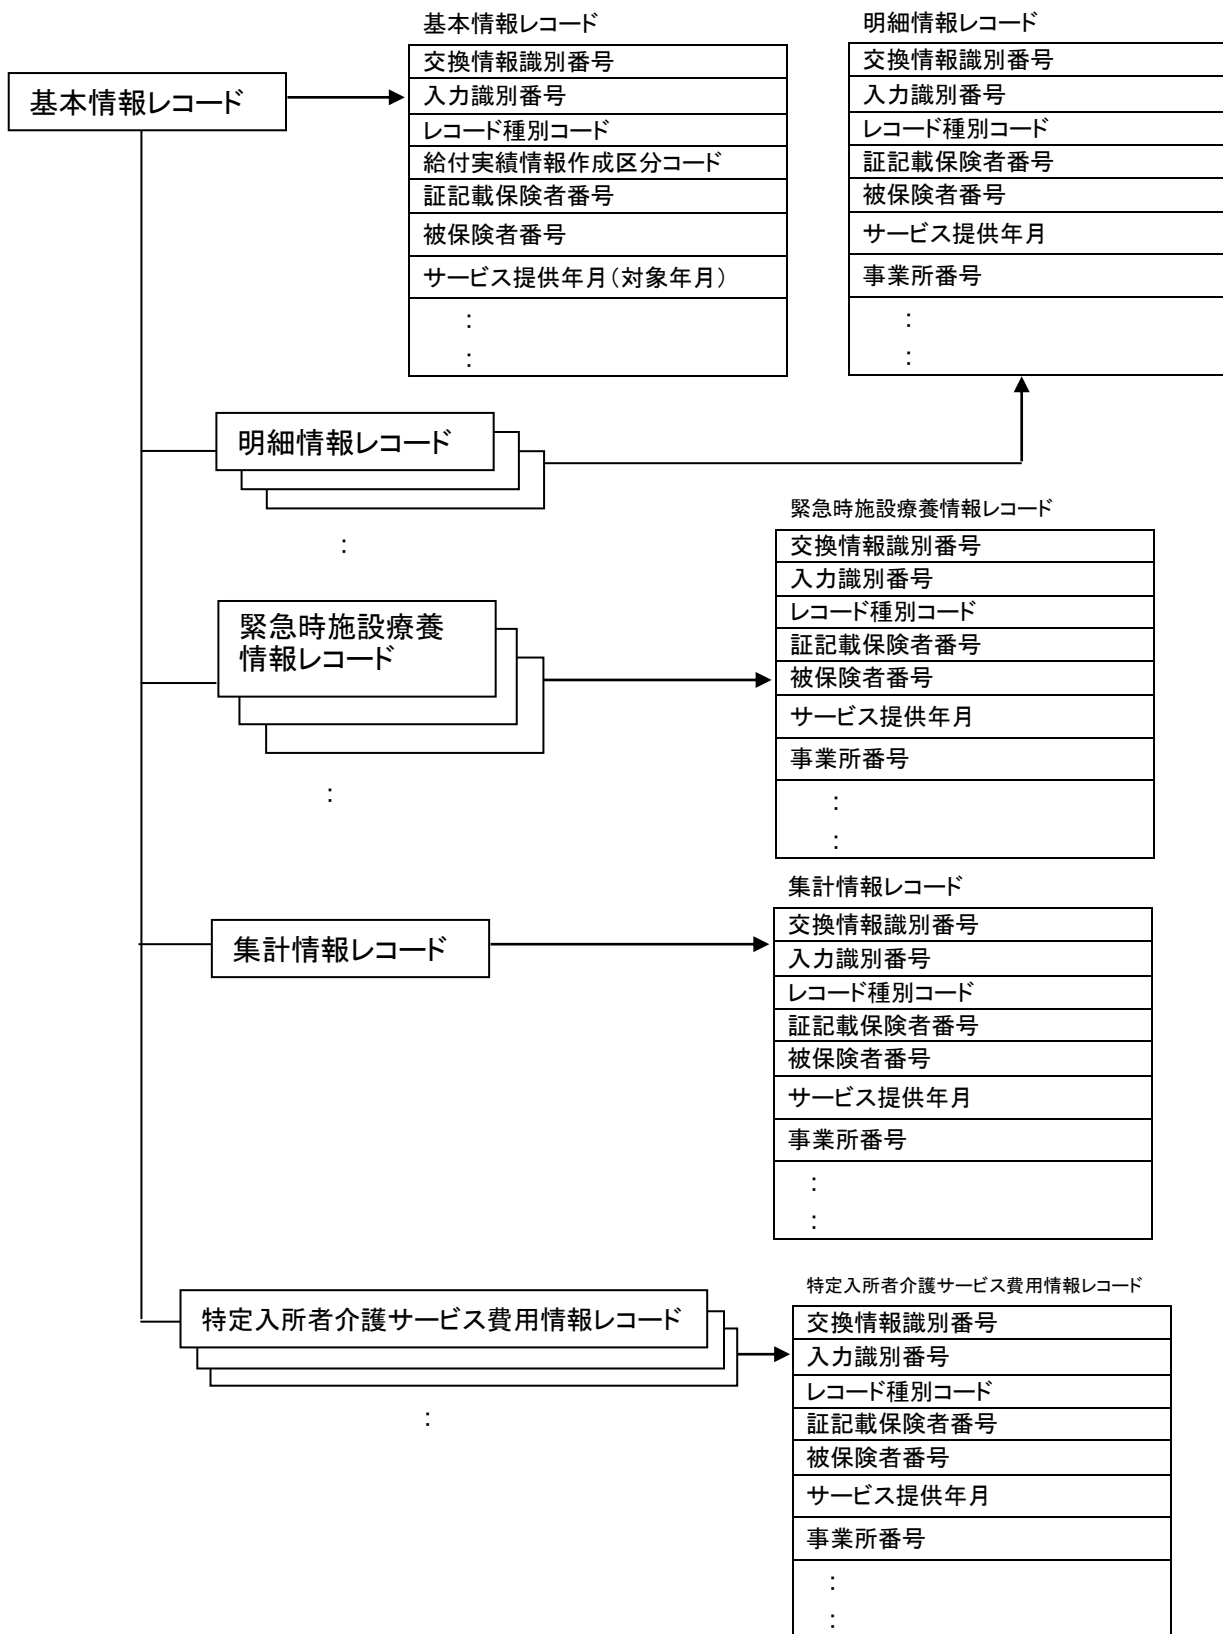 基本情報レコード
基本情報レコード
交換情報識別番号
入力識別番号
レコード種別コード
給付実績情報作成区分コード
証記載保険者番号
被保険者番号
サービス提供年月(対象年月)
:
:
明細情報レコード
交換情報識別番号
入力識別番号
レコード種別コード
証記載保険者番号
被保険者番号
サービス提供年月
事業所番号
:
:
明細情報レコード
:
緊急時施設療養情報レコード
交換情報識別番号
入力識別番号
レコード種別コード
証記載保険者番号
被保険者番号
サービス提供年月
事業所番号
:
:
緊急時施設療養
情報レコード
:
集計情報レコード
集計情報レコード
交換情報識別番号
入力識別番号
レコード種別コード
証記載保険者番号
被保険者番号
サービス提供年月
事業所番号
:
:
特定入所者介護サービス費用情報レコード
:
特定入所者介護サービス費用情報レコード
交換情報識別番号
入力識別番号
レコード種別コード
証記載保険者番号
被保険者番号
サービス提供年月
事業所番号
:
: